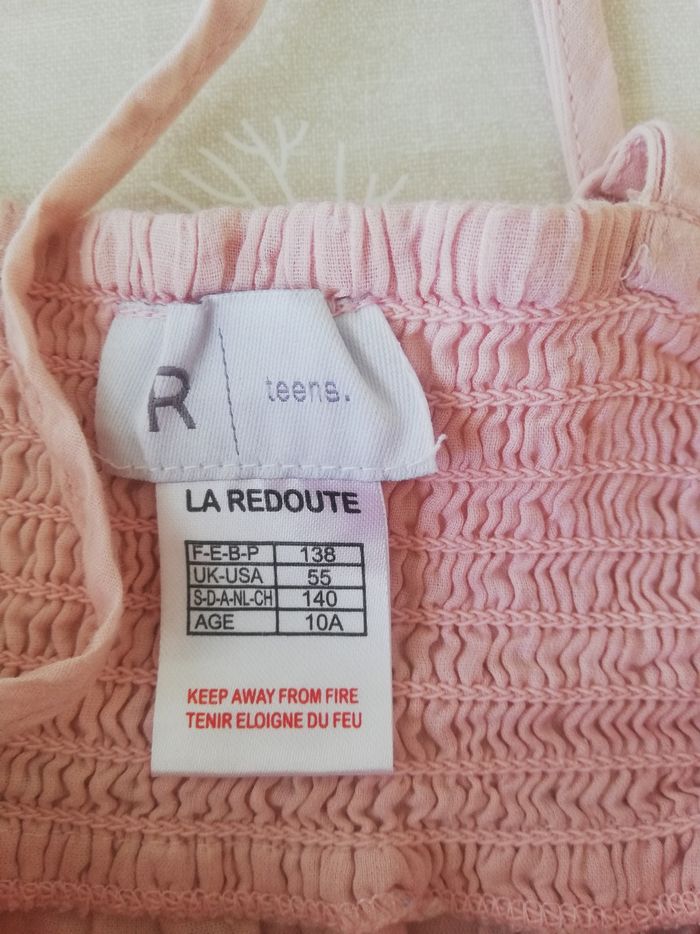 R teens.
LA REDOUTE
F-E-B-P 138
UK-USA 55
S-D-A-NL-CH 140
AGE 10A
KEEP AWAY FROM FIRE
TENIR ELOIGNE DU FEU